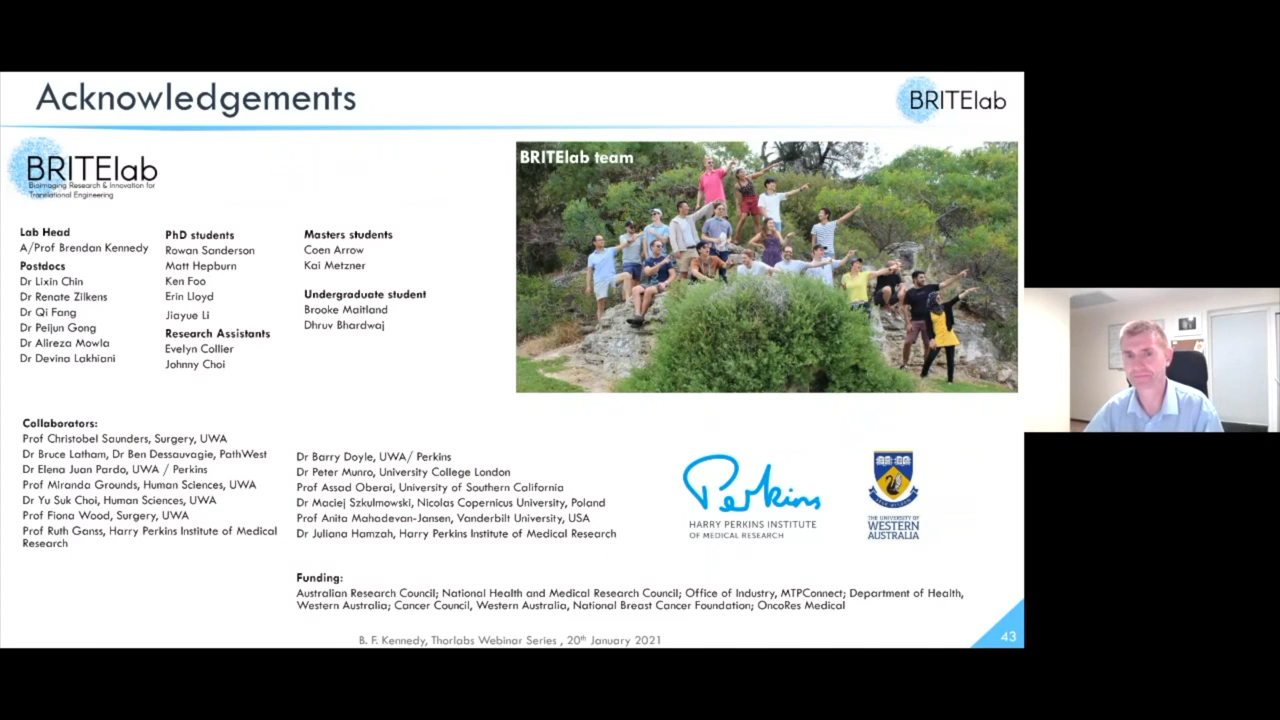 Acknowledgements
BRITElab
BRITElab
Bioimaging Research & Innovation for
Translational Engineering
BRITElab team
Lab Head
A/Prof Brendan Kennedy
Postdocs
Dr Lixin Chin
Dr Renate Zilkens
Dr Qi Fang
Dr Peijun Gong
Dr Alireza Mowla
Dr Devina Lakhiani
PhD students
Rowan Sanderson
Matt Hepburn
Ken Foo
Erin Lloyd
Jiayue Li
Research Assistants
Evelyn Collier
Johnny Choi
Masters students
Coen Arrow
Kai Metzner
Undergraduate student
Brooke Maitland
Dhruv Bhardwaj
Collaborators:
Prof Christobel Saunders, Surgery, UWA
Dr Bruce Latham, Dr Ben Dessauvagie, PathWest
Dr Elena Juan Pardo, UWA / Perkins
Prof Miranda Grounds, Human Sciences, UWA
Dr Yu Suk Choi, Human Sciences, UWA
Prof Fiona Wood, Surgery, UWA
Prof Ruth Ganss, Harry Perkins Institute of Medical
Research
Dr Barry Doyle, UWA/ Perkins
Dr Peter Munro, University College London
Prof Assad Oberai, University of Southern California
Dr Maciej Szkulmowski, Nicolas Copernicus University, Poland
Prof Anita Mahadevan-Jansen, Vanderbilt University, USA
Dr Juliana Hamzah, Harry Perkins Institute of Medical Research
Perkins
HARRY PERKINS INSTITUTE
OF MEDICAL RESEARCH
THE UNIVERSITY OF
WESTERN
AUSTRALIA
Funding:
Australian Research Council; National Health and Medical Research Council; Office of Industry, MTPConnect; Department of Health,
Western Australia; Cancer Council, Western Australia, National Breast Cancer Foundation; OncoRes Medical
B. F. Kennedy, Thorlabs Webinar Series , 20th January 2021
43